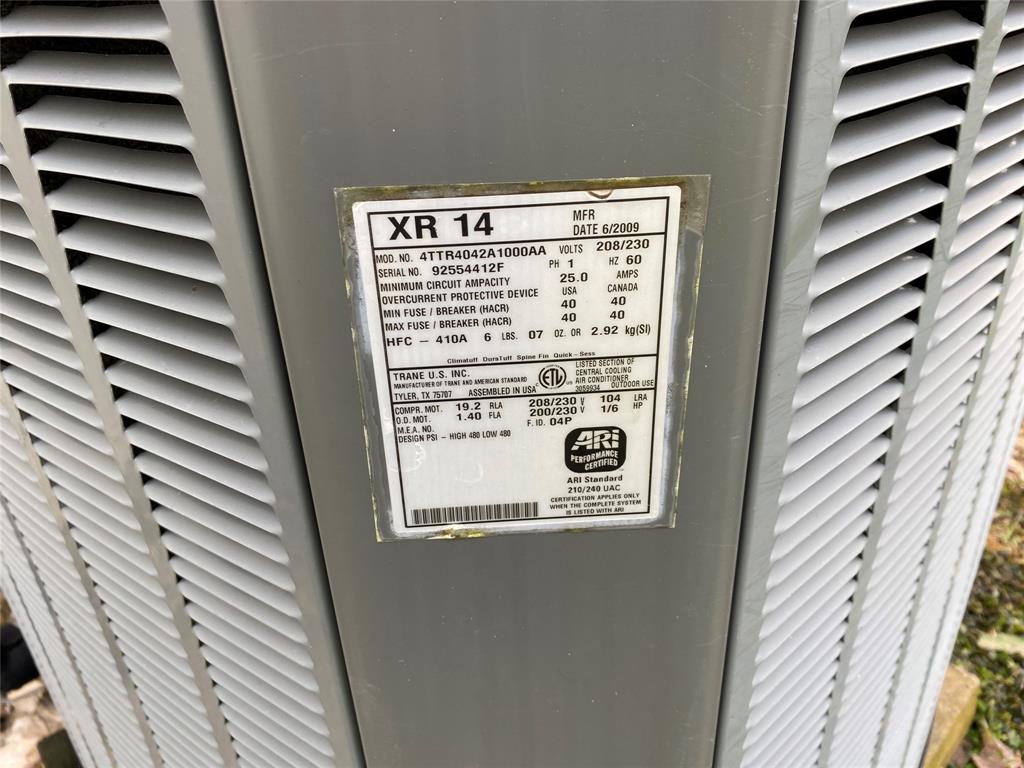 XR 14 MFR DATE 6/2009
MOD. NO. 4TTR4042A1000AA VOLTS 208/230
SERIAL NO. 92554412F PH 1 HZ 60
MINIMUM CIRCUIT AMPACITY 25.0 AMPS
OVERCURRENT PROTECTIVE DEVICE USA CANADA
MIN FUSE / BREAKER (HACR) 40 40
MAX FUSE / BREAKER (HACR) 40 40
HFC - 410A 6 LBS. 07 OZ. OR 2.92 kg(SI)
Climatuff DuraTuff Spine Fin Quick-Sess
TRANE U.S. INC.
MANUFACTURER OF TRANE AND AMERICAN STANDARD
TYLER, TX 75707 ASSEMBLED IN USA
C ETL US
LISTED SECTION OF
CENTRAL COOLING
AIR CONDITIONER
3059934 OUTDOOR USE
COMPR. MOT. 19.2 RLA 208/230 V 104 LRA
O.D. MOT. 1.40 FLA 200/230 V 1/6 HP
M.E.A. NO. F. ID. 04P
DESIGN PSI - HIGH 480 LOW 480
ARI
PERFORMANCE
CERTIFIED
ARI Standard
210/240 UAC
CERTIFICATION APPLIES ONLY
WHEN THE COMPLETE SYSTEM
IS LISTED WITH ARI